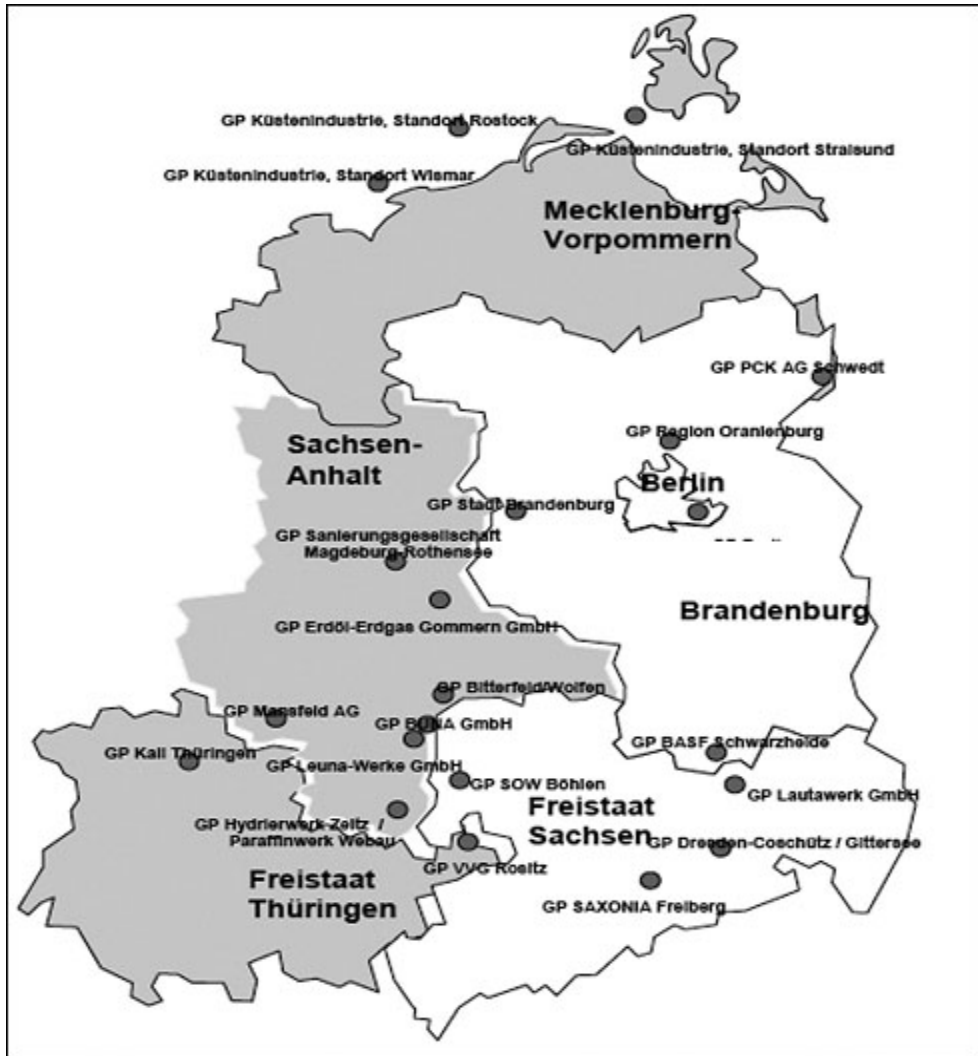 GP Küstenindustrie, Standort Rostock
GP Küstenindustrie, Standort Stralsund
GP Küstenindustrie, Standort Wismar
Mecklenburg-
Vorpommern
GP PCK AG Schwedt
GP Region Oranienburg
Sachsen-
Anhalt
Berlin
GP Stadt Brandenburg
GP Sanierungsgesellschaft
Magdeburg-Rothensee
Brandenburg
GP Erdöl-Erdgas Gommern GmbH
GP Bitterfeld/Wolfen
GP Mansfeld AG
GP BUNA GmbH
GP BASF Schwarzheide
GP Kali Thüringen
GP Leuna-Werke GmbH
GP SOW Böhlen
GP Lautawerk GmbH
Freistaat
Sachsen
GP Hydrierwerk Zeitz /
Paraffinwerk Webau
GP Dresden-Coschütz / Gittersee
GP VVG Rositz
Freistaat
Thüringen
GP SAXONIA Freiberg